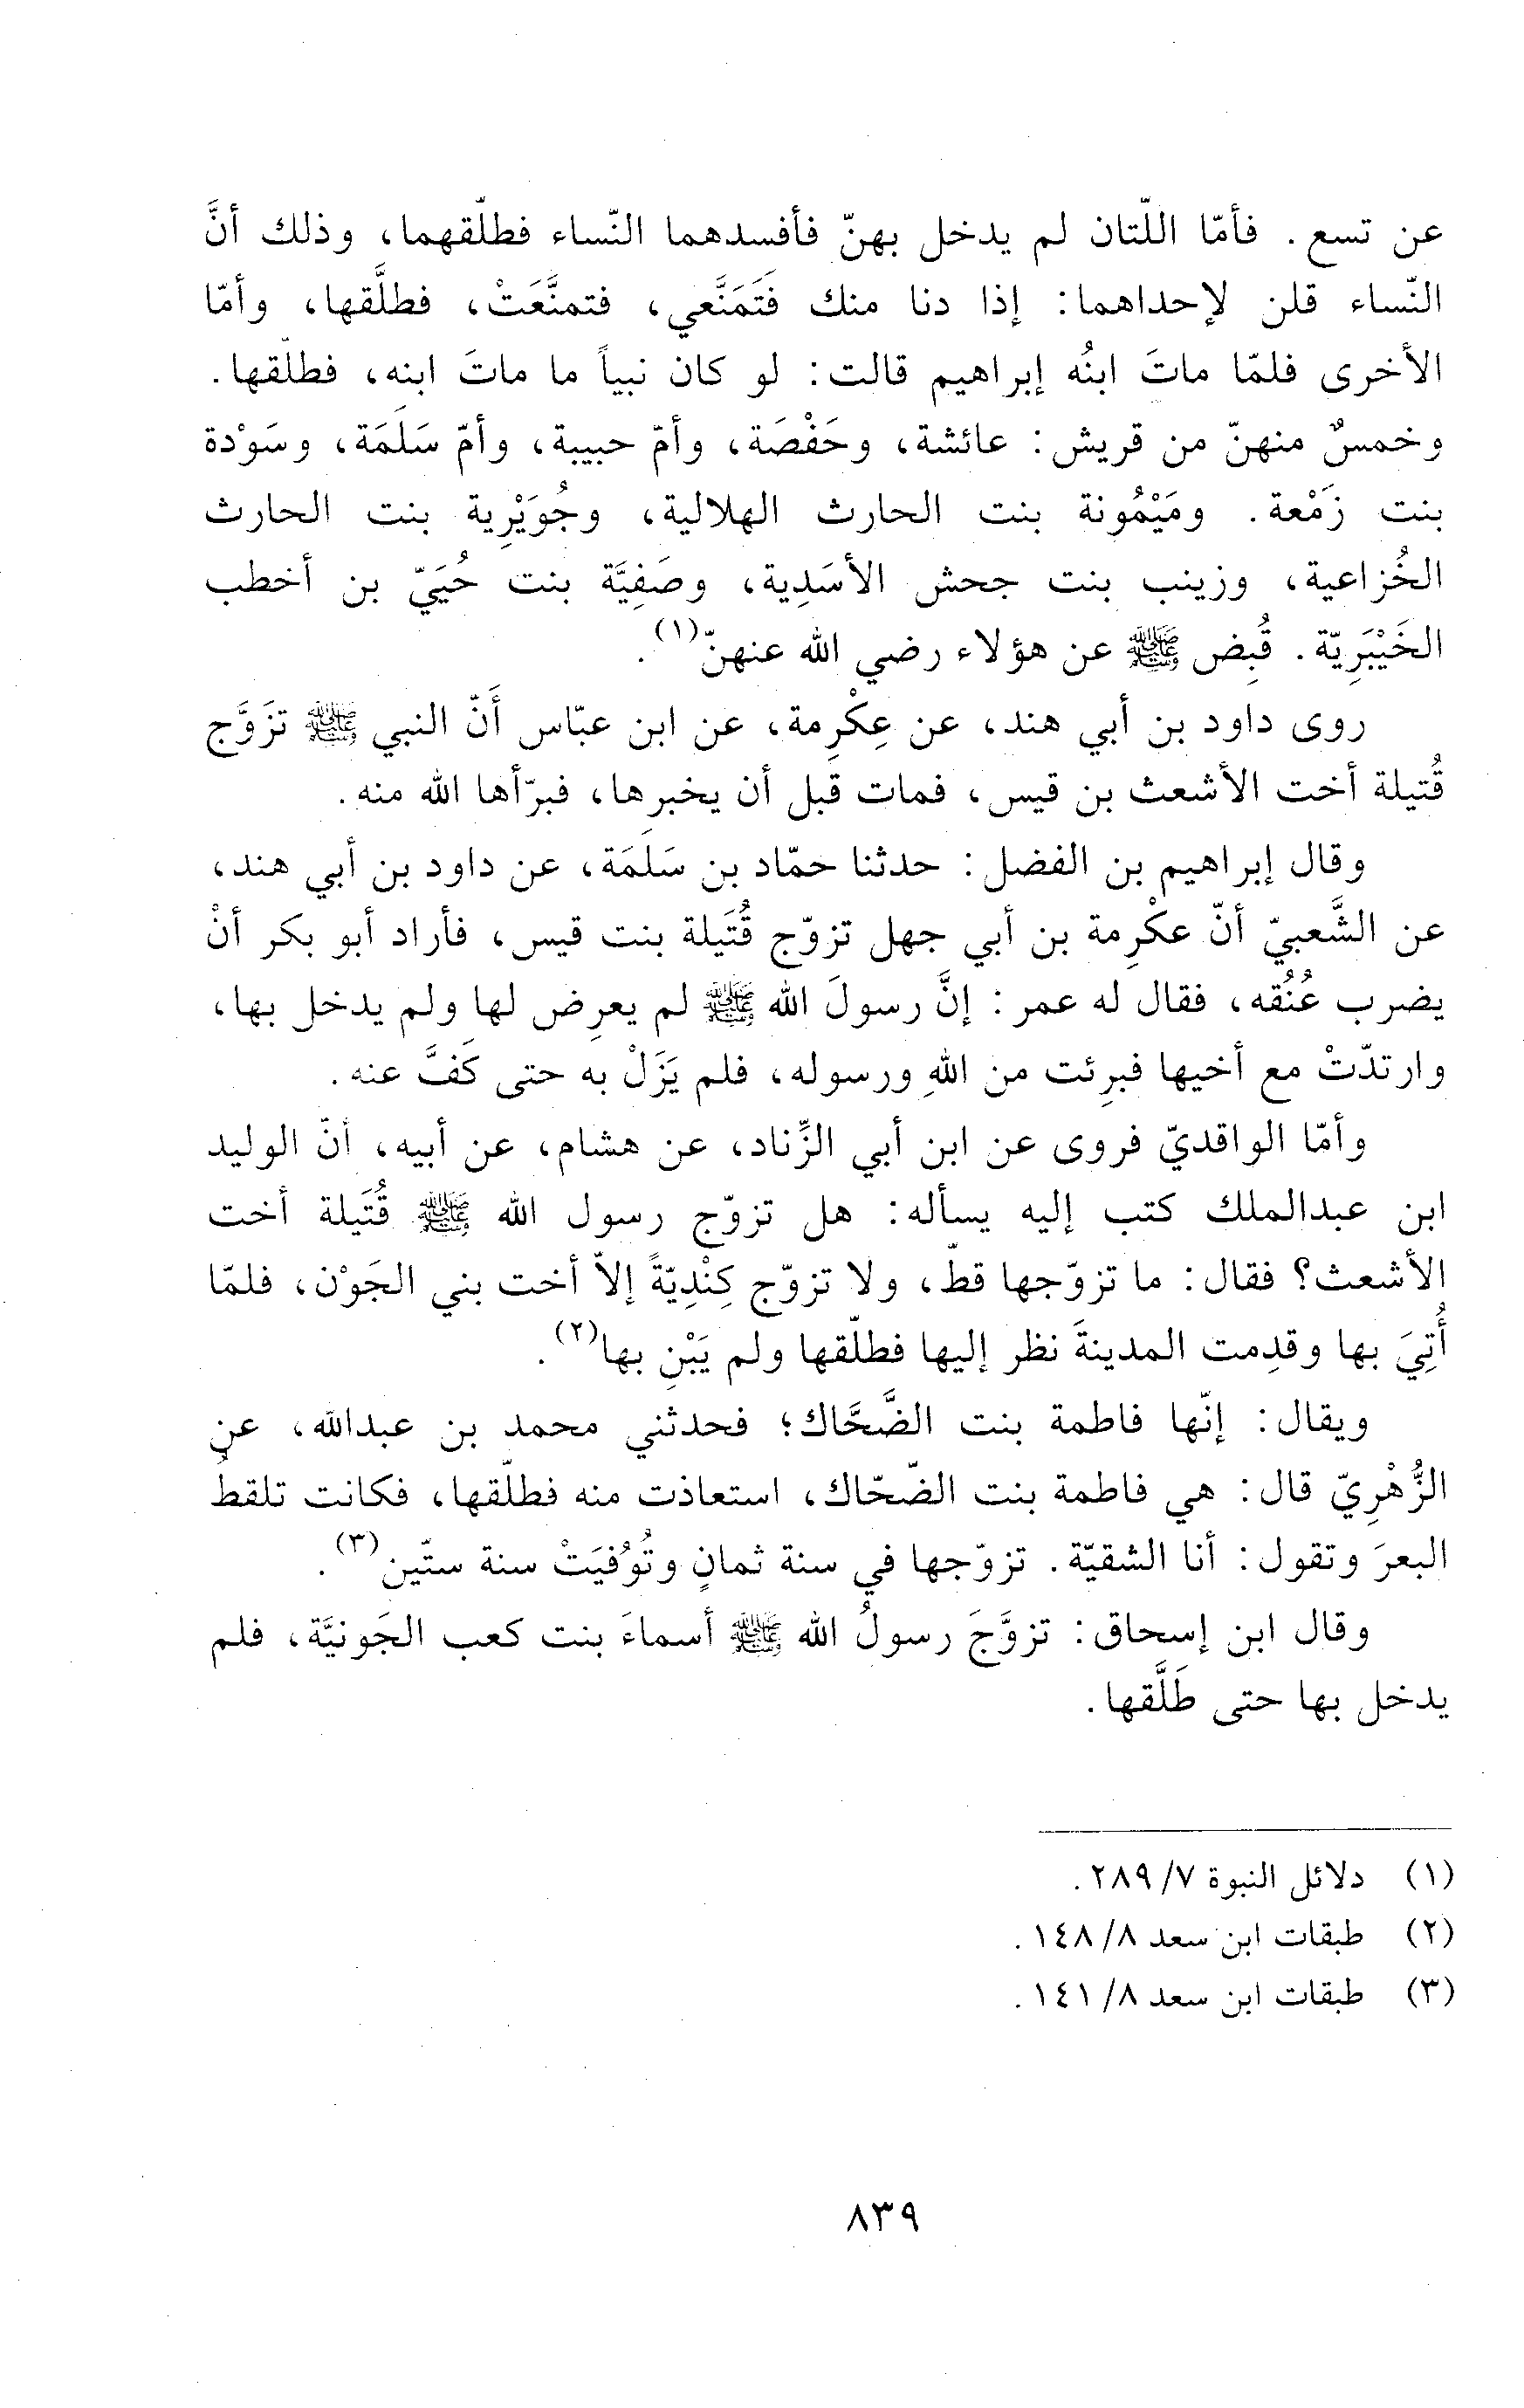 عن تسع. فأمّا اللّتان لم يدخل بهنّ فأفسدهما النّساء فطلّقهما، وذلك أنَّ
النّساء قلن لإحداهما: إذا دنا منك فَتَمَنَّعي، فتمنَّعَتْ، فطلَّقها، وأمّا
الأخرى فلمّا ماتَ ابنُه إبراهيم قالت: لو كان نبياً ما ماتَ ابنه، فطلّقها.
وخمسٌ منهنّ من قريش: عائشة، وحَفْصَة، وأمّ حبيبة، وأمّ سَلَمَة، وسَوْدة
بنت زَمْعة. ومَيْمُونة بنت الحارث الهلالية، وجُوَيْرِية بنت الحارث
الخُزاعية، وزينب بنت جحش الأسَدِية، وصَفِيَّة بنت حُيَيّ بن أخطب
الخَيْبَرِيّة. قُبِض ﷺ عن هؤلاء رضي الله عنهنّ(١).
روى داود بن أبي هند، عن عِكْرِمة، عن ابن عبّاس أَنّ النبي ﷺ تزَوَّج
قُتيلة أخت الأشعث بن قيس، فمات قبل أن يخبرها، فبرّأها الله منه.
وقال إبراهيم بن الفضل: حدثنا حمّاد بن سَلَمَة، عن داود بن أبي هند،
عن الشَّعبيّ أنّ عكْرِمة بن أبي جهل تزوّج قُتَيلة بنت قيس، فأراد أبو بكر أنْ
يضرب عُنُقه، فقال له عمر: إنَّ رسولَ الله ﷺ لم يعرِض لها ولم يدخل بها،
وارتدّتْ مع أخيها فبرِئت من اللهِ ورسوله، فلم يَزَلْ به حتى كَفَّ عنه.
وأمّا الواقديّ فروى عن ابن أبي الزِّناد، عن هشام، عن أبيه، أنّ الوليد
ابن عبدالملك كتب إليه يسأله: هل تزوّج رسول الله ﷺ قُتَيلة أخت
الأشعث؟ فقال: ما تزوّجها قطّ، ولا تزوّج كِنْدِيّةً إلاّ أخت بني الجَوْن، فلمّا
أُتِيَ بها وقدِمت المدينةَ نظر إليها فطلّقها ولم يَبْنِ بها(٢).
ويقال: إنّها فاطمة بنت الضَّحَّاك؛ فحدثني محمد بن عبدالله، عن
الزُّهْرِيّ قال: هي فاطمة بنت الضّحّاك، استعاذت منه فطلّقها، فكانت تلقطُ
البعرَ وتقول: أنا الشقيّة. تزوّجها في سنة ثمانٍ وتُوُفيَتْ سنة ستّين(٣).
وقال ابن إسحاق: تزوَّجَ رسولُ الله ﷺ أسماءَ بنت كعب الجَونيَّة، فلم
يدخل بها حتى طَلَّقها.
(١) دلائل النبوة ٧/ ٢٨٩.
(٢) طبقات ابن سعد ٨/ ١٤٨.
(٣) طبقات ابن سعد ٨/ ١٤١.
٨٣٩